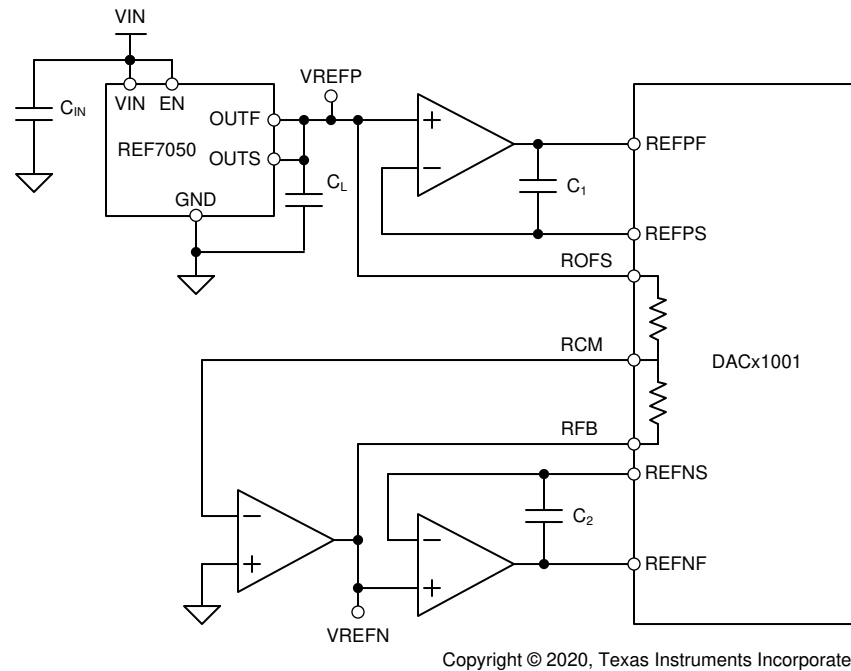 VIN
C_IN
VIN EN
OUTF
REF7050
OUTS
GND
C_L
VREFP
+
−
C_1
REFPF
REFPS
ROFS
RCM
DACx1001
RFB
REFNS
−
+
−
+
C_2
REFNF
VREFN
Copyright © 2020, Texas Instruments Incorporate